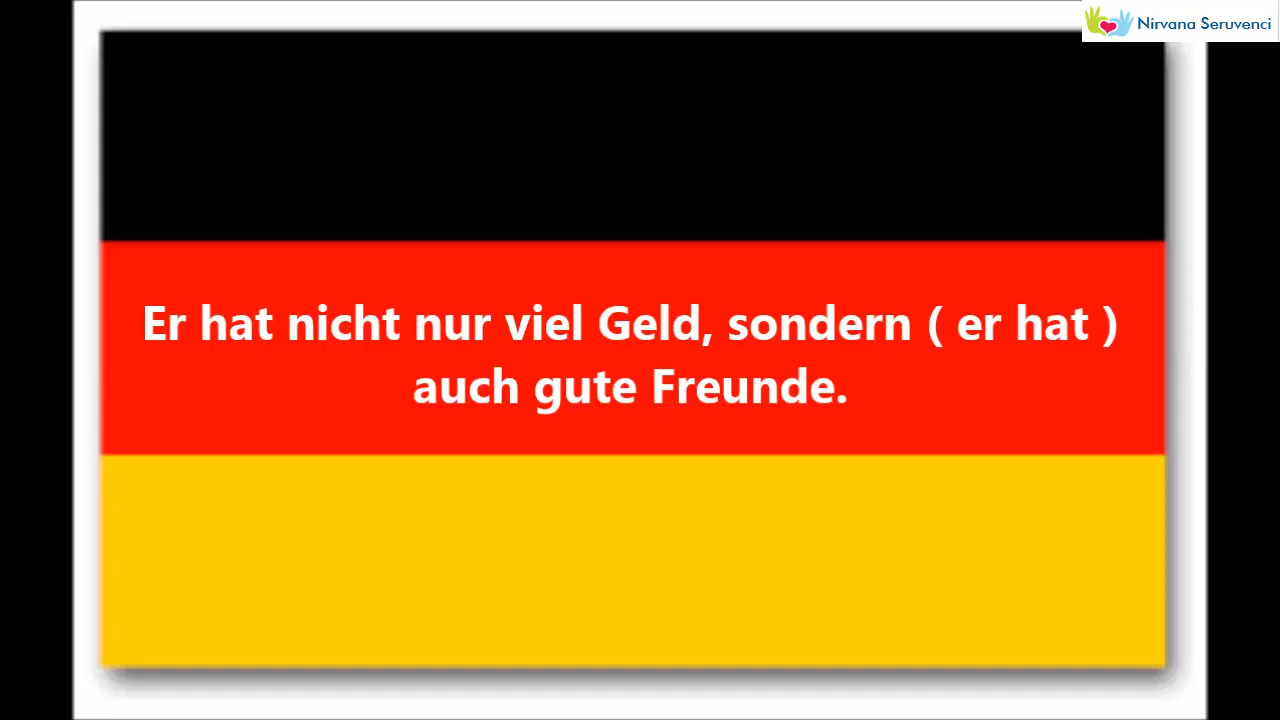 Nirvana Seruvenci
Er hat nicht nur viel Geld, sondern ( er hat )
auch gute Freunde.